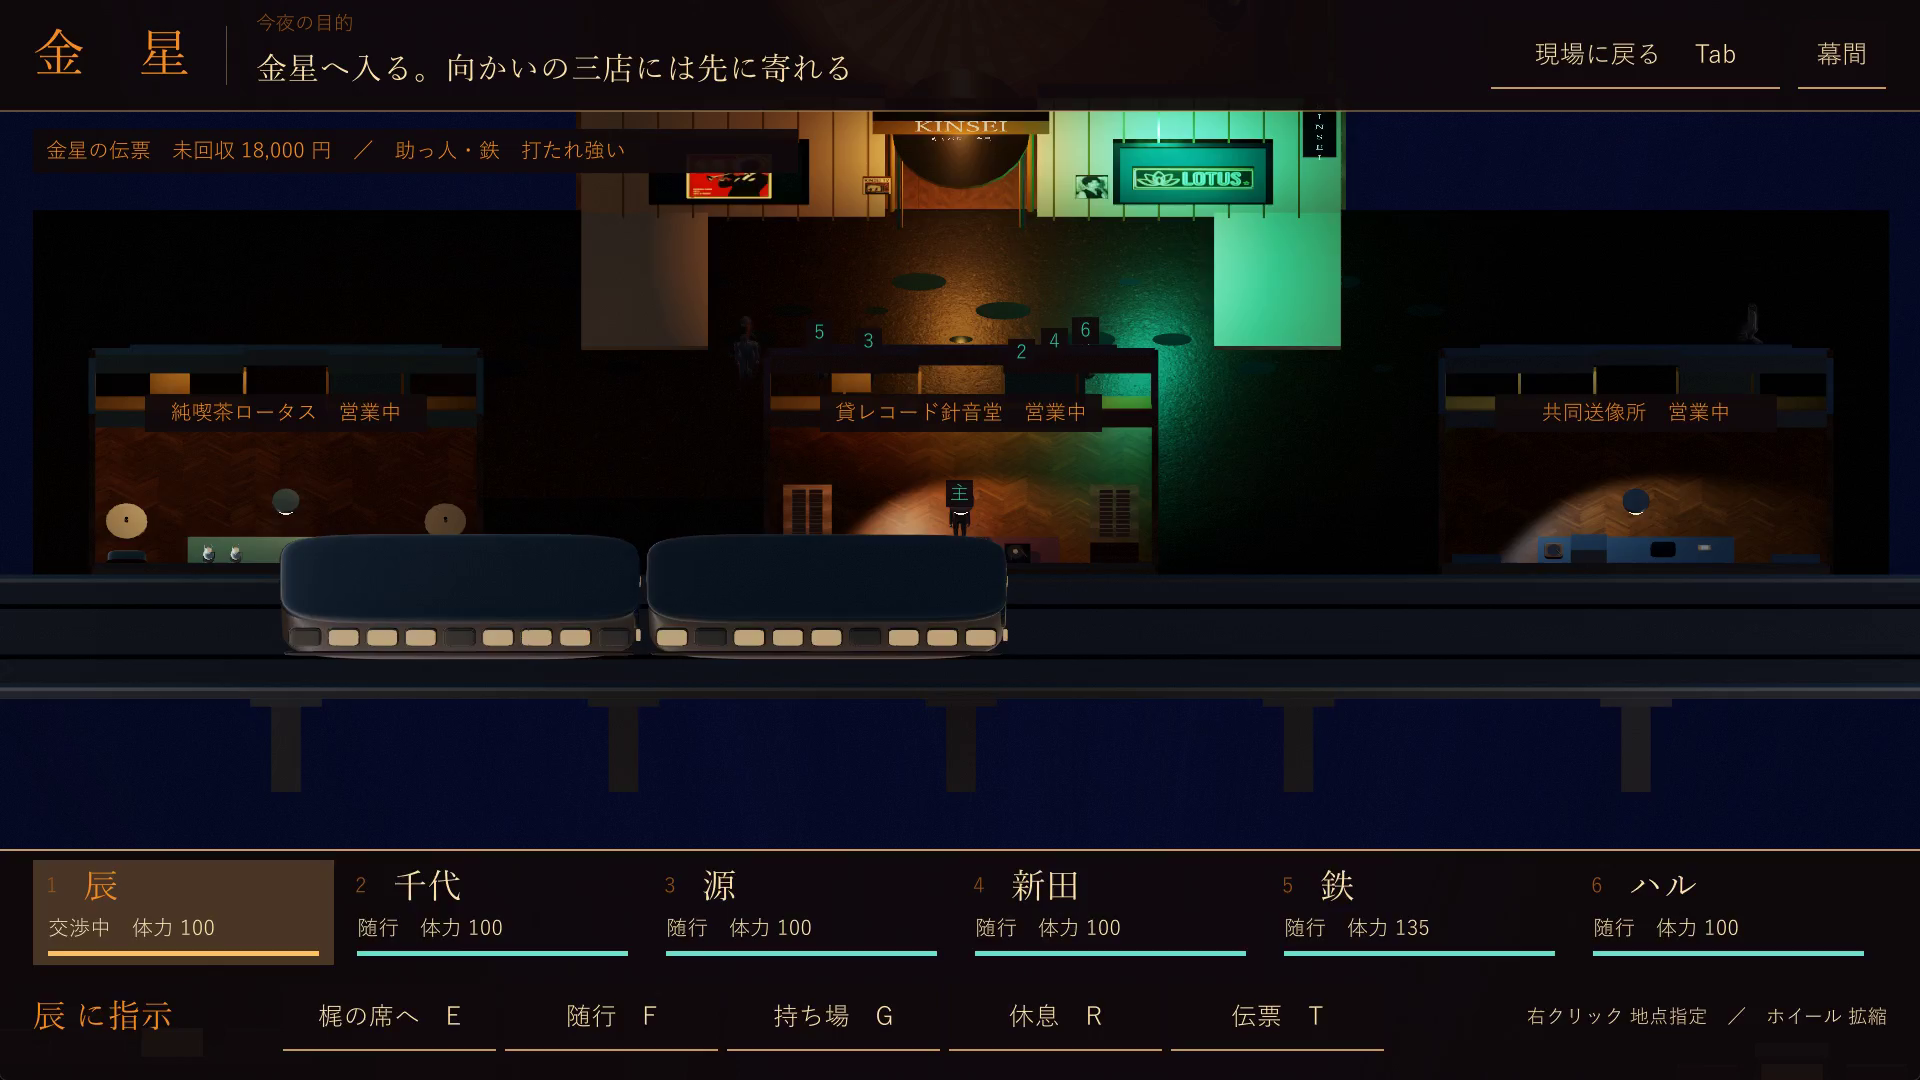 金星
今夜の目的
金星へ入る。向かいの三店には先に寄れる
現場に戻る Tab
幕間
金星の伝票 未回収 18,000 円 ／ 助っ人・鉄 打たれ強い
KINSEI
KINSEI
LOTUS
5
3
2
4
6
純喫茶ロータス 営業中
貸レコード針音堂 営業中
共同送像所 営業中
主
1 辰
交渉中 体力 100
2 千代
随行 体力 100
3 源
随行 体力 100
4 新田
随行 体力 100
5 鉄
随行 体力 135
6 ハル
随行 体力 100
辰 に指示
梶の席へ E
随行 F
持ち場 G
休息 R
伝票 T
右クリック 地点指定 ／ ホイール 拡縮